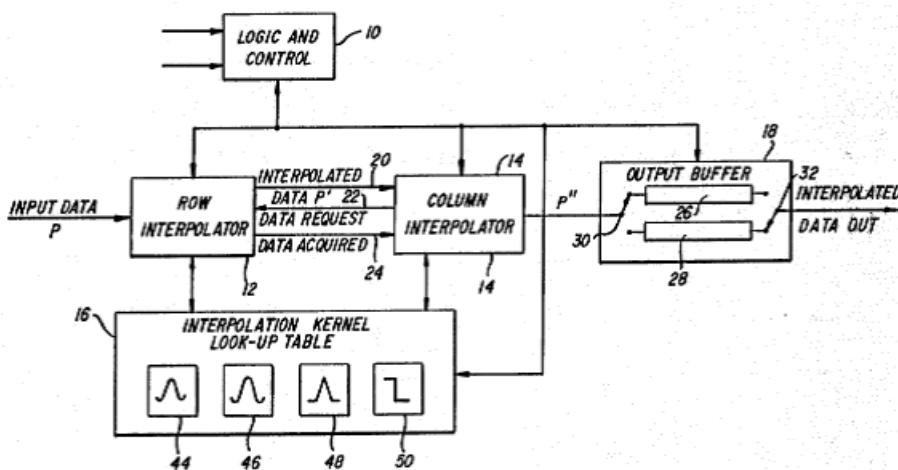 LOGIC AND
CONTROL
10
INPUT DATA
P
ROW
INTERPOLATOR
12
INTERPOLATED
20
DATA P' 22
DATA REQUEST
DATA ACQUIRED
24
14
COLUMN
INTERPOLATOR
14
P"
18
OUTPUT BUFFER
32
26
30
28
INTERPOLATED
DATA OUT
16
INTERPOLATION KERNEL
LOOK-UP TABLE
44
46
48
50